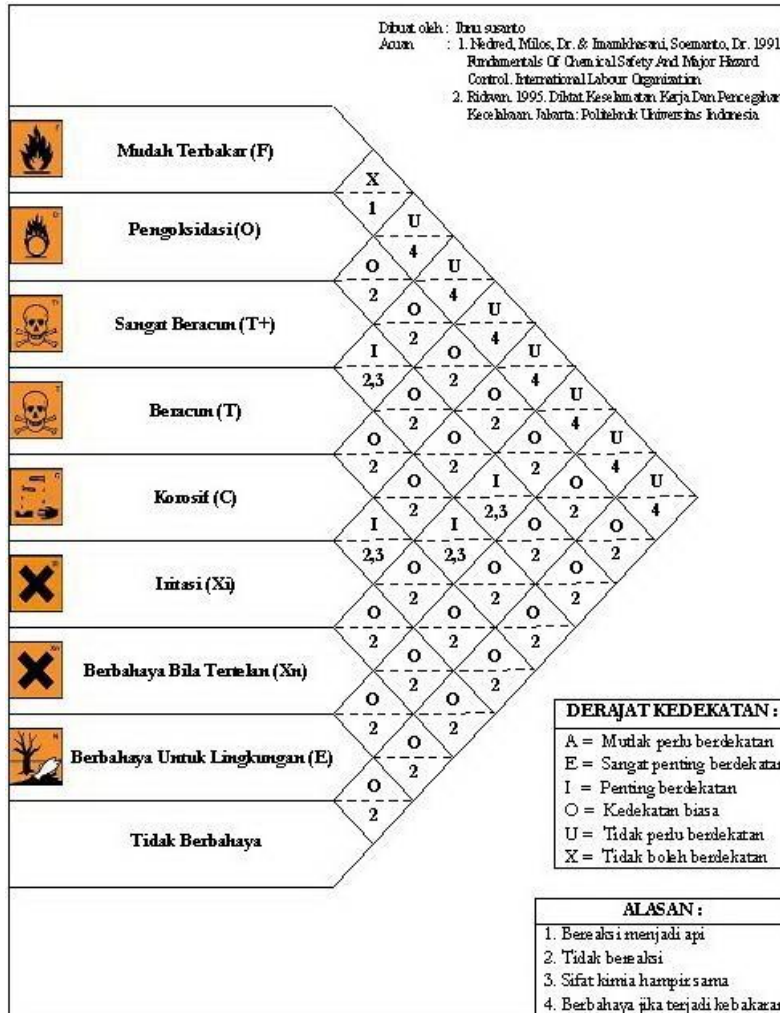 Dibuat oleh : Ibnu susanto
Acuan : 1. Nedved, Milos, Dr. & Imamkhasani, Soemanto, Dr. 1991
Fundamentals Of Chemical Safety And Major Hazard
Control. International Labour Organization
2. Ridwan. 1995. Diktat Keselamatan Kerja Dan Pencegahan
Kecelakaan. Jakarta: Politeknik Universitas Indonesia
Mudah Terbakar (F)
Pengoksidasi (O)
Sangat Beracun (T+)
Beracun (T)
Korosif (C)
Iritasi (Xi)
Berbahaya Bila Tertelan (Xn)
Berbahaya Untuk Lingkungan (E)
Tidak Berbahaya
X
1
U
4
O U
2 4
O U
2 4
I O U
2,3 2 4
O O U
2 2 4
O O O U
2 2 2 4
O I O U
2 2,3 2 4
I I O O
2,3 2,3 2 2
O O O
2 2 2
O O O
2 2 2
O O
2 2
O O
2 2
O
2
O
2
DERAJAT KEDEKATAN :
A = Mutlak perlu berdekatan
E = Sangat penting berdekatan
I = Penting berdekatan
O = Kedekatan biasa
U = Tidak perlu berdekatan
X = Tidak boleh berdekatan
ALASAN :
1. Bereaksi menjadi api
2. Tidak bereaksi
3. Sifat kimia hampir sama
4. Berbahaya jika terjadi kebakaran